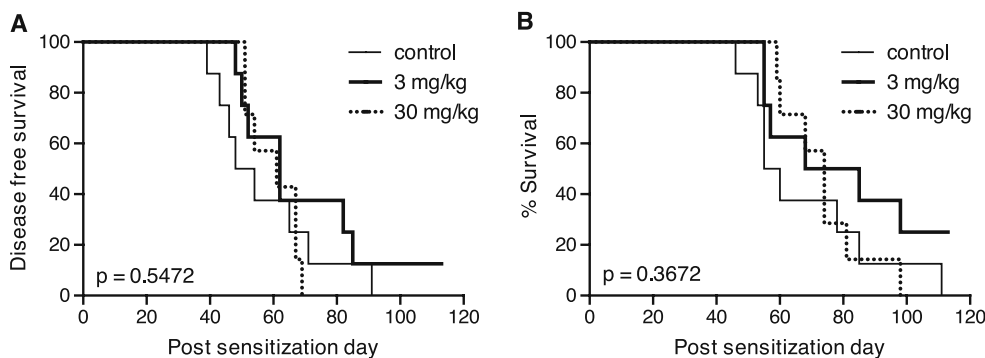 A
Disease free survival
100
80
60
40
20
0
control
3 mg/kg
30 mg/kg
p = 0.5472
0 20 40 60 80 100 120
Post sensitization day
B
% Survival
100
80
60
40
20
0
control
3 mg/kg
30 mg/kg
p = 0.3672
0 20 40 60 80 100 120
Post sensitization day